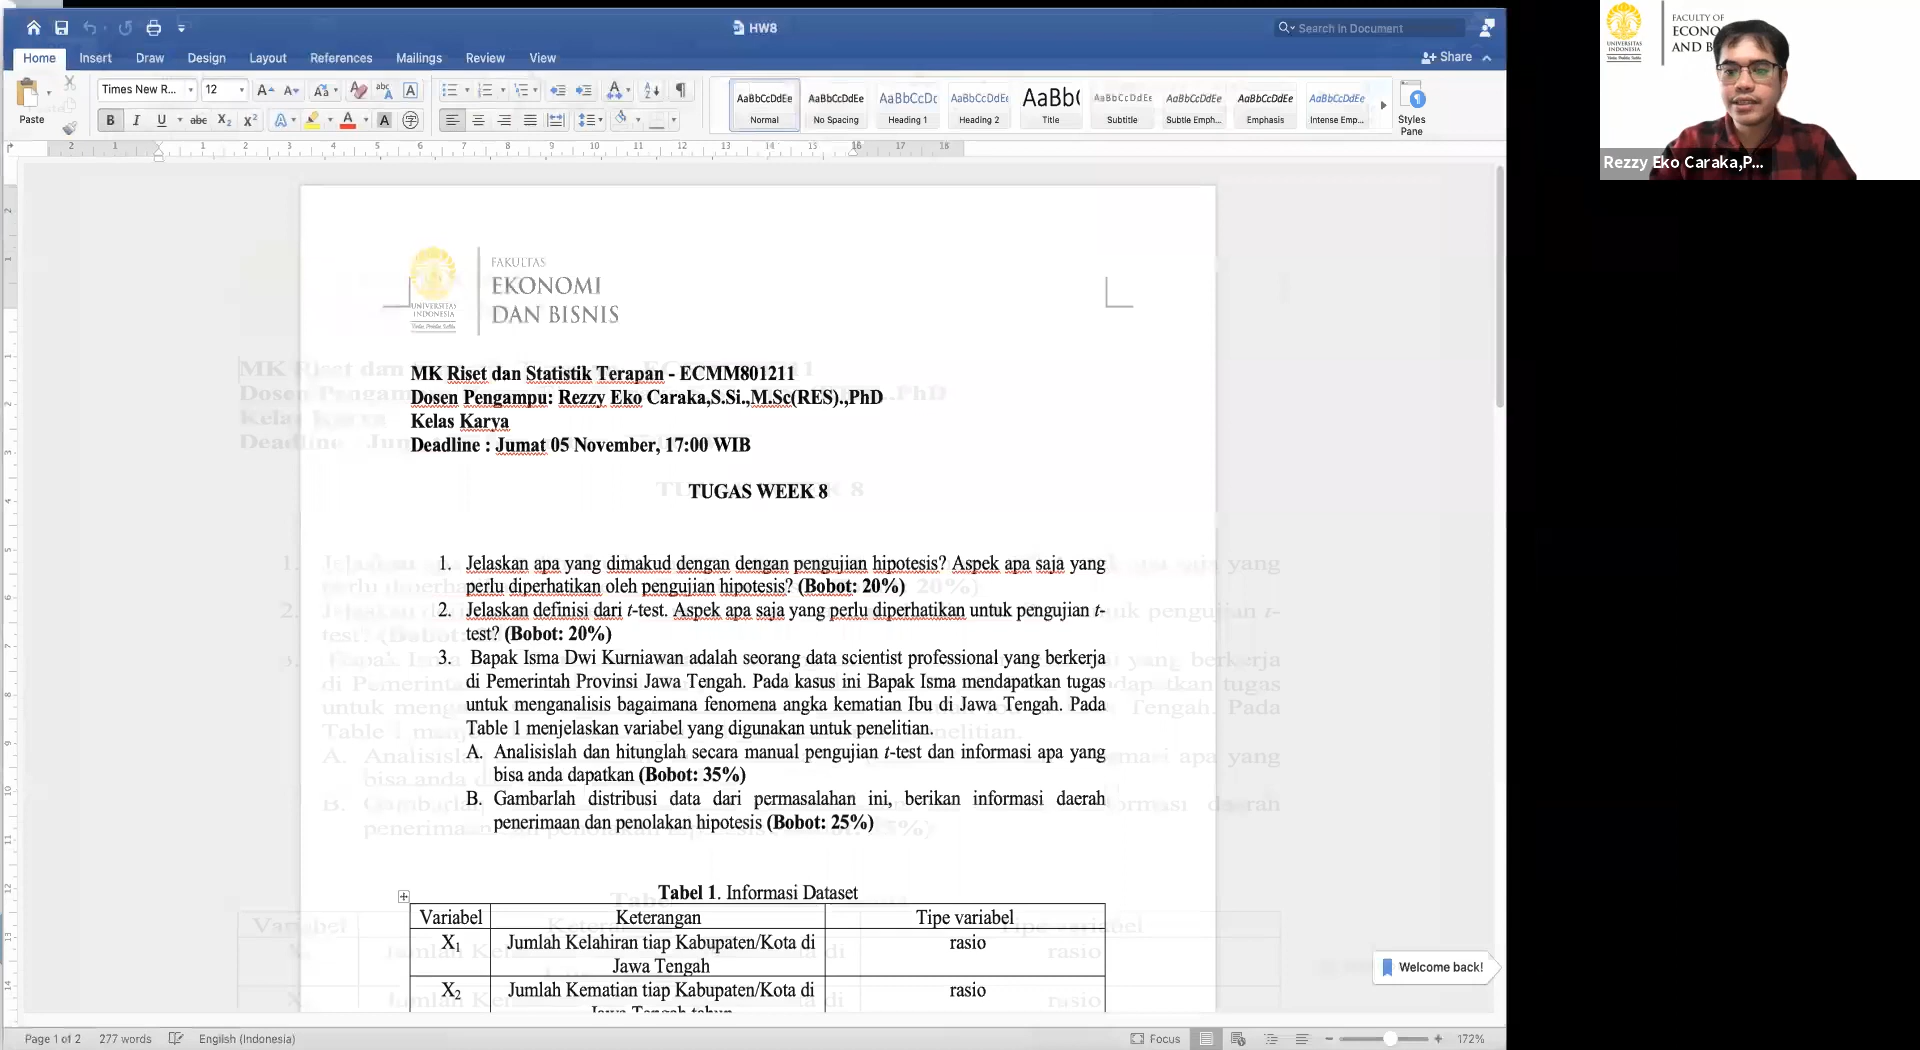 HW8
Search in Document
Home Insert Draw Design Layout References Mailings Review View
Share
Paste
Times New R... 12
AaBbCcDdEe AaBbCcDdEe AaBbCcDc AaBbCcDdEe AaBb( AaBbCcDdEe AaBbCcDdEe AaBbCcDdEe AaBbCcDdEe
Normal No Spacing Heading 1 Heading 2 Title Subtitle Subtle Emph... Emphasis Intense Emp...
Styles Pane
FACULTY OF
Rezzy Eko Caraka,P...
FAKULTAS
EKONOMI
DAN BISNIS
UNIVERSITAS
INDONESIA
MK Riset dan Statistik Terapan - ECMM801211
Dosen Pengampu: Rezzy Eko Caraka,S.Si.,M.Sc(RES).,PhD
Kelas Karya
Deadline : Jumat 05 November, 17:00 WIB
TUGAS WEEK 8
1. Jelaskan apa yang dimakud dengan dengan pengujian hipotesis? Aspek apa saja yang
perlu diperhatikan oleh pengujian hipotesis? (Bobot: 20%)
2. Jelaskan definisi dari t-test. Aspek apa saja yang perlu diperhatikan untuk pengujian t-
test? (Bobot: 20%)
3. Bapak Isma Dwi Kurniawan adalah seorang data scientist professional yang berkerja
di Pemerintah Provinsi Jawa Tengah. Pada kasus ini Bapak Isma mendapatkan tugas
untuk menganalisis bagaimana fenomena angka kematian Ibu di Jawa Tengah. Pada
Table 1 menjelaskan variabel yang digunakan untuk penelitian.
A. Analisislah dan hitunglah secara manual pengujian t-test dan informasi apa yang
bisa anda dapatkan (Bobot: 35%)
B. Gambarlah distribusi data dari permasalahan ini, berikan informasi daerah
penerimaan dan penolakan hipotesis (Bobot: 25%)
Tabel 1. Informasi Dataset
Variabel Keterangan Tipe variabel
X1 Jumlah Kelahiran tiap Kabupaten/Kota di rasio
Jawa Tengah
X2 Jumlah Kematian tiap Kabupaten/Kota di rasio
Welcome back!
Page 1 of 2 277 words English (Indonesia) Focus 172%